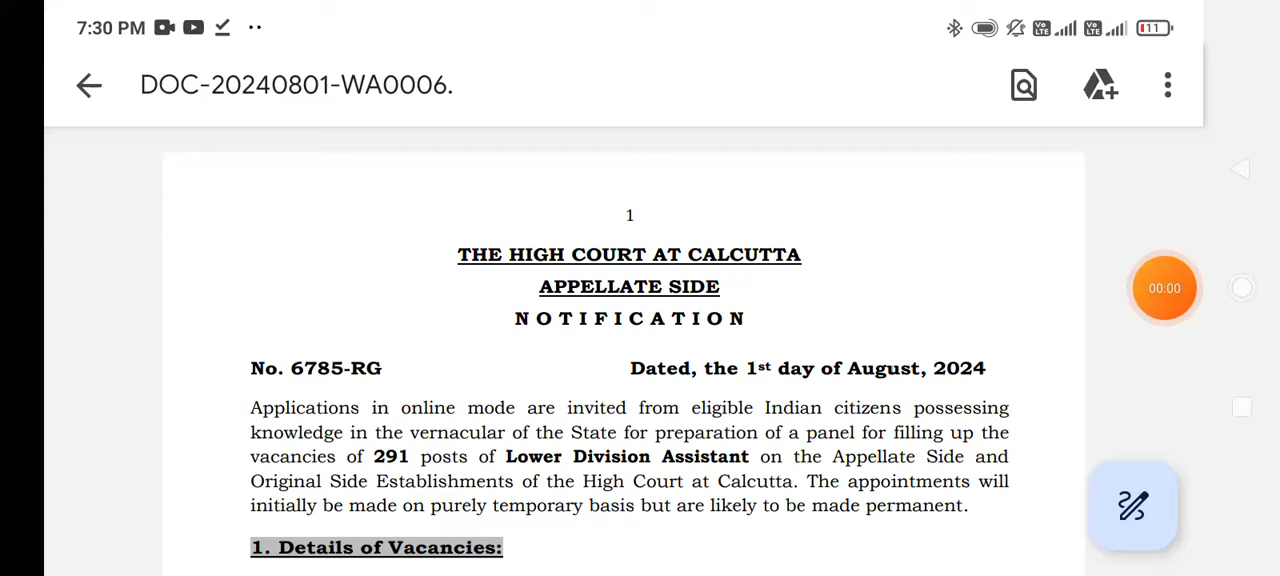 7:30 PM
11
DOC-20240801-WA0006.
1
THE HIGH COURT AT CALCUTTA
APPELLATE SIDE
NOTIFICATION
No. 6785-RG Dated, the 1st day of August, 2024
Applications in online mode are invited from eligible Indian citizens possessing
knowledge in the vernacular of the State for preparation of a panel for filling up the
vacancies of 291 posts of Lower Division Assistant on the Appellate Side and
Original Side Establishments of the High Court at Calcutta. The appointments will
initially be made on purely temporary basis but are likely to be made permanent.
1. Details of Vacancies:
00:00